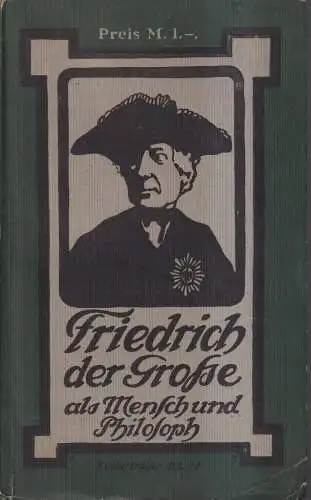 Preis M. 1.–.
Friedrich
der Große
als Menſch und
Philoſoph